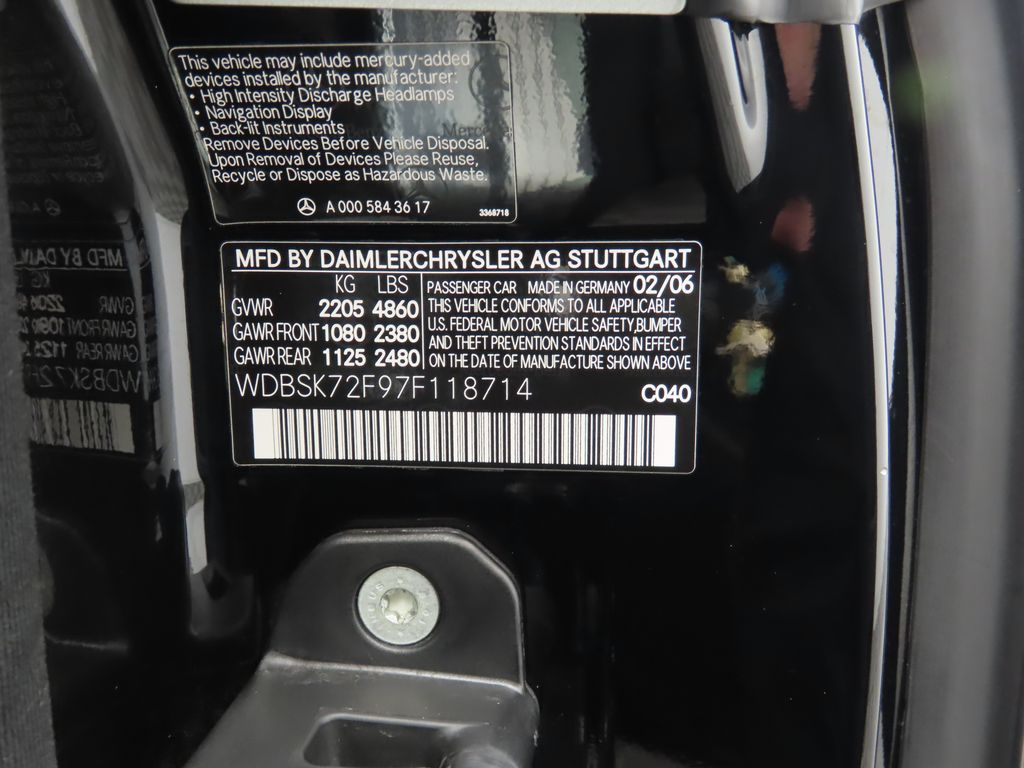 This vehicle may include mercury-added
devices installed by the manufacturer:
• High Intensity Discharge Headlamps
• Navigation Display
• Back-lit Instruments
Remove Devices Before Vehicle Disposal.
Upon Removal of Devices Please Reuse,
Recycle or Dispose as Hazardous Waste.
A 000 584 36 17
3368718
MFD BY DAIMLERCHRYSLER AG STUTTGART
KG LBS
GVWR 2205 4860
GAWR FRONT 1080 2380
GAWR REAR 1125 2480
PASSENGER CAR MADE IN GERMANY 02/06
THIS VEHICLE CONFORMS TO ALL APPLICABLE
U.S. FEDERAL MOTOR VEHICLE SAFETY,BUMPER
AND THEFT PREVENTION STANDARDS IN EFFECT
ON THE DATE OF MANUFACTURE SHOWN ABOVE
WDBSK72F97F118714
C040